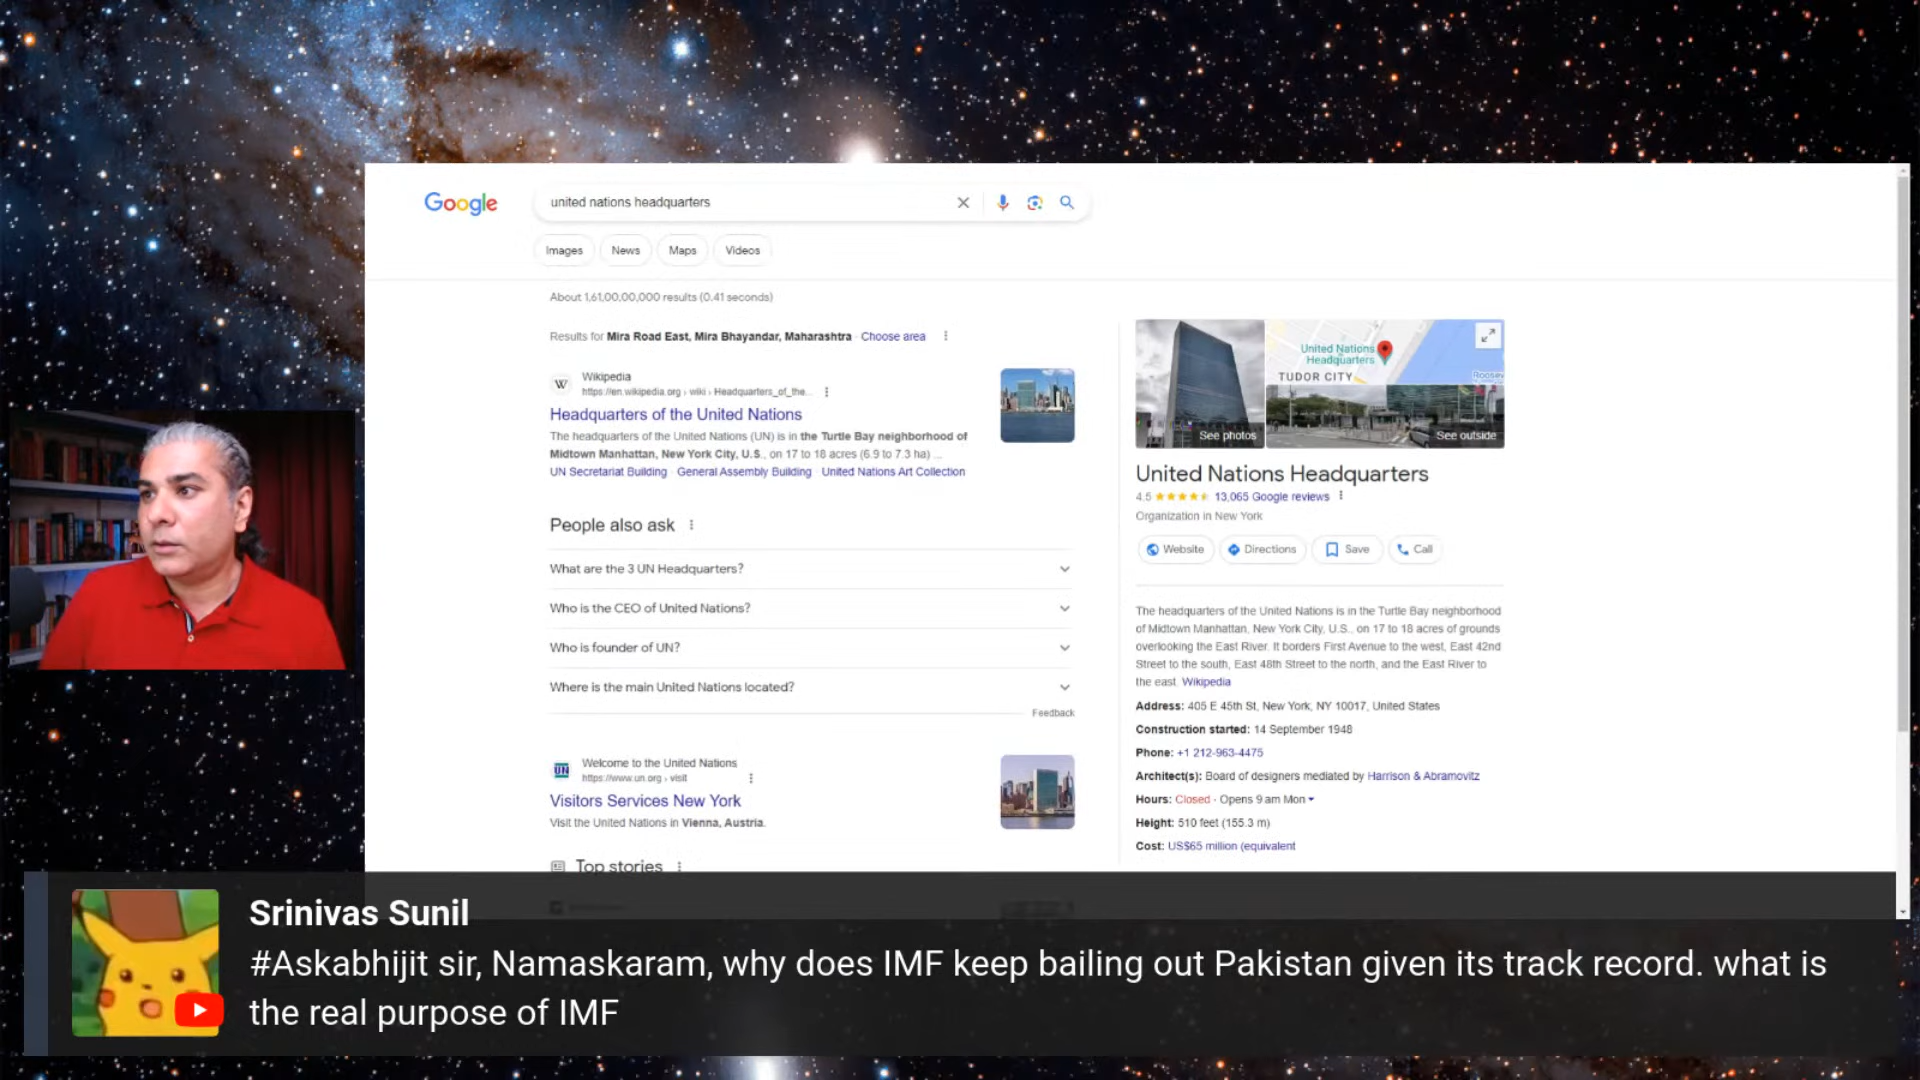 Google
united nations headquarters
Images
News
Maps
Videos
About 1,61,00,00,000 results (0.41 seconds)
Results for Mira Road East, Mira Bhayandar, Maharashtra · Choose area
W
Wikipedia
https://en.wikipedia.org › wiki › Headquarters_of_the...
Headquarters of the United Nations
The headquarters of the United Nations (UN) is in the Turtle Bay neighborhood of
Midtown Manhattan, New York City, U.S., on 17 to 18 acres (6.9 to 7.3 ha) ...
UN Secretariat Building · General Assembly Building · United Nations Art Collection
People also ask
What are the 3 UN Headquarters?
Who is the CEO of United Nations?
Who is founder of UN?
Where is the main United Nations located?
Feedback
UN
Welcome to the United Nations
https://www.un.org › visit
Visitors Services New York
Visit the United Nations in Vienna, Austria.
Top stories
United Nations
Headquarters
TUDOR CITY
Roosev
See photos
See outside
United Nations Headquarters
4.5 13,065 Google reviews
Organization in New York
Website
Directions
Save
Call
The headquarters of the United Nations is in the Turtle Bay neighborhood
of Midtown Manhattan, New York City, U.S., on 17 to 18 acres of grounds
overlooking the East River. It borders First Avenue to the west, East 42nd
Street to the south, East 48th Street to the north, and the East River to
the east. Wikipedia
Address: 405 E 45th St, New York, NY 10017, United States
Construction started: 14 September 1948
Phone: +1 212-963-4475
Architect(s): Board of designers mediated by Harrison & Abramovitz
Hours: Closed · Opens 9 am Mon
Height: 510 feet (155.3 m)
Cost: US$65 million (equivalent
Srinivas Sunil
#Askabhijit sir, Namaskaram, why does IMF keep bailing out Pakistan given its track record. what is
the real purpose of IMF